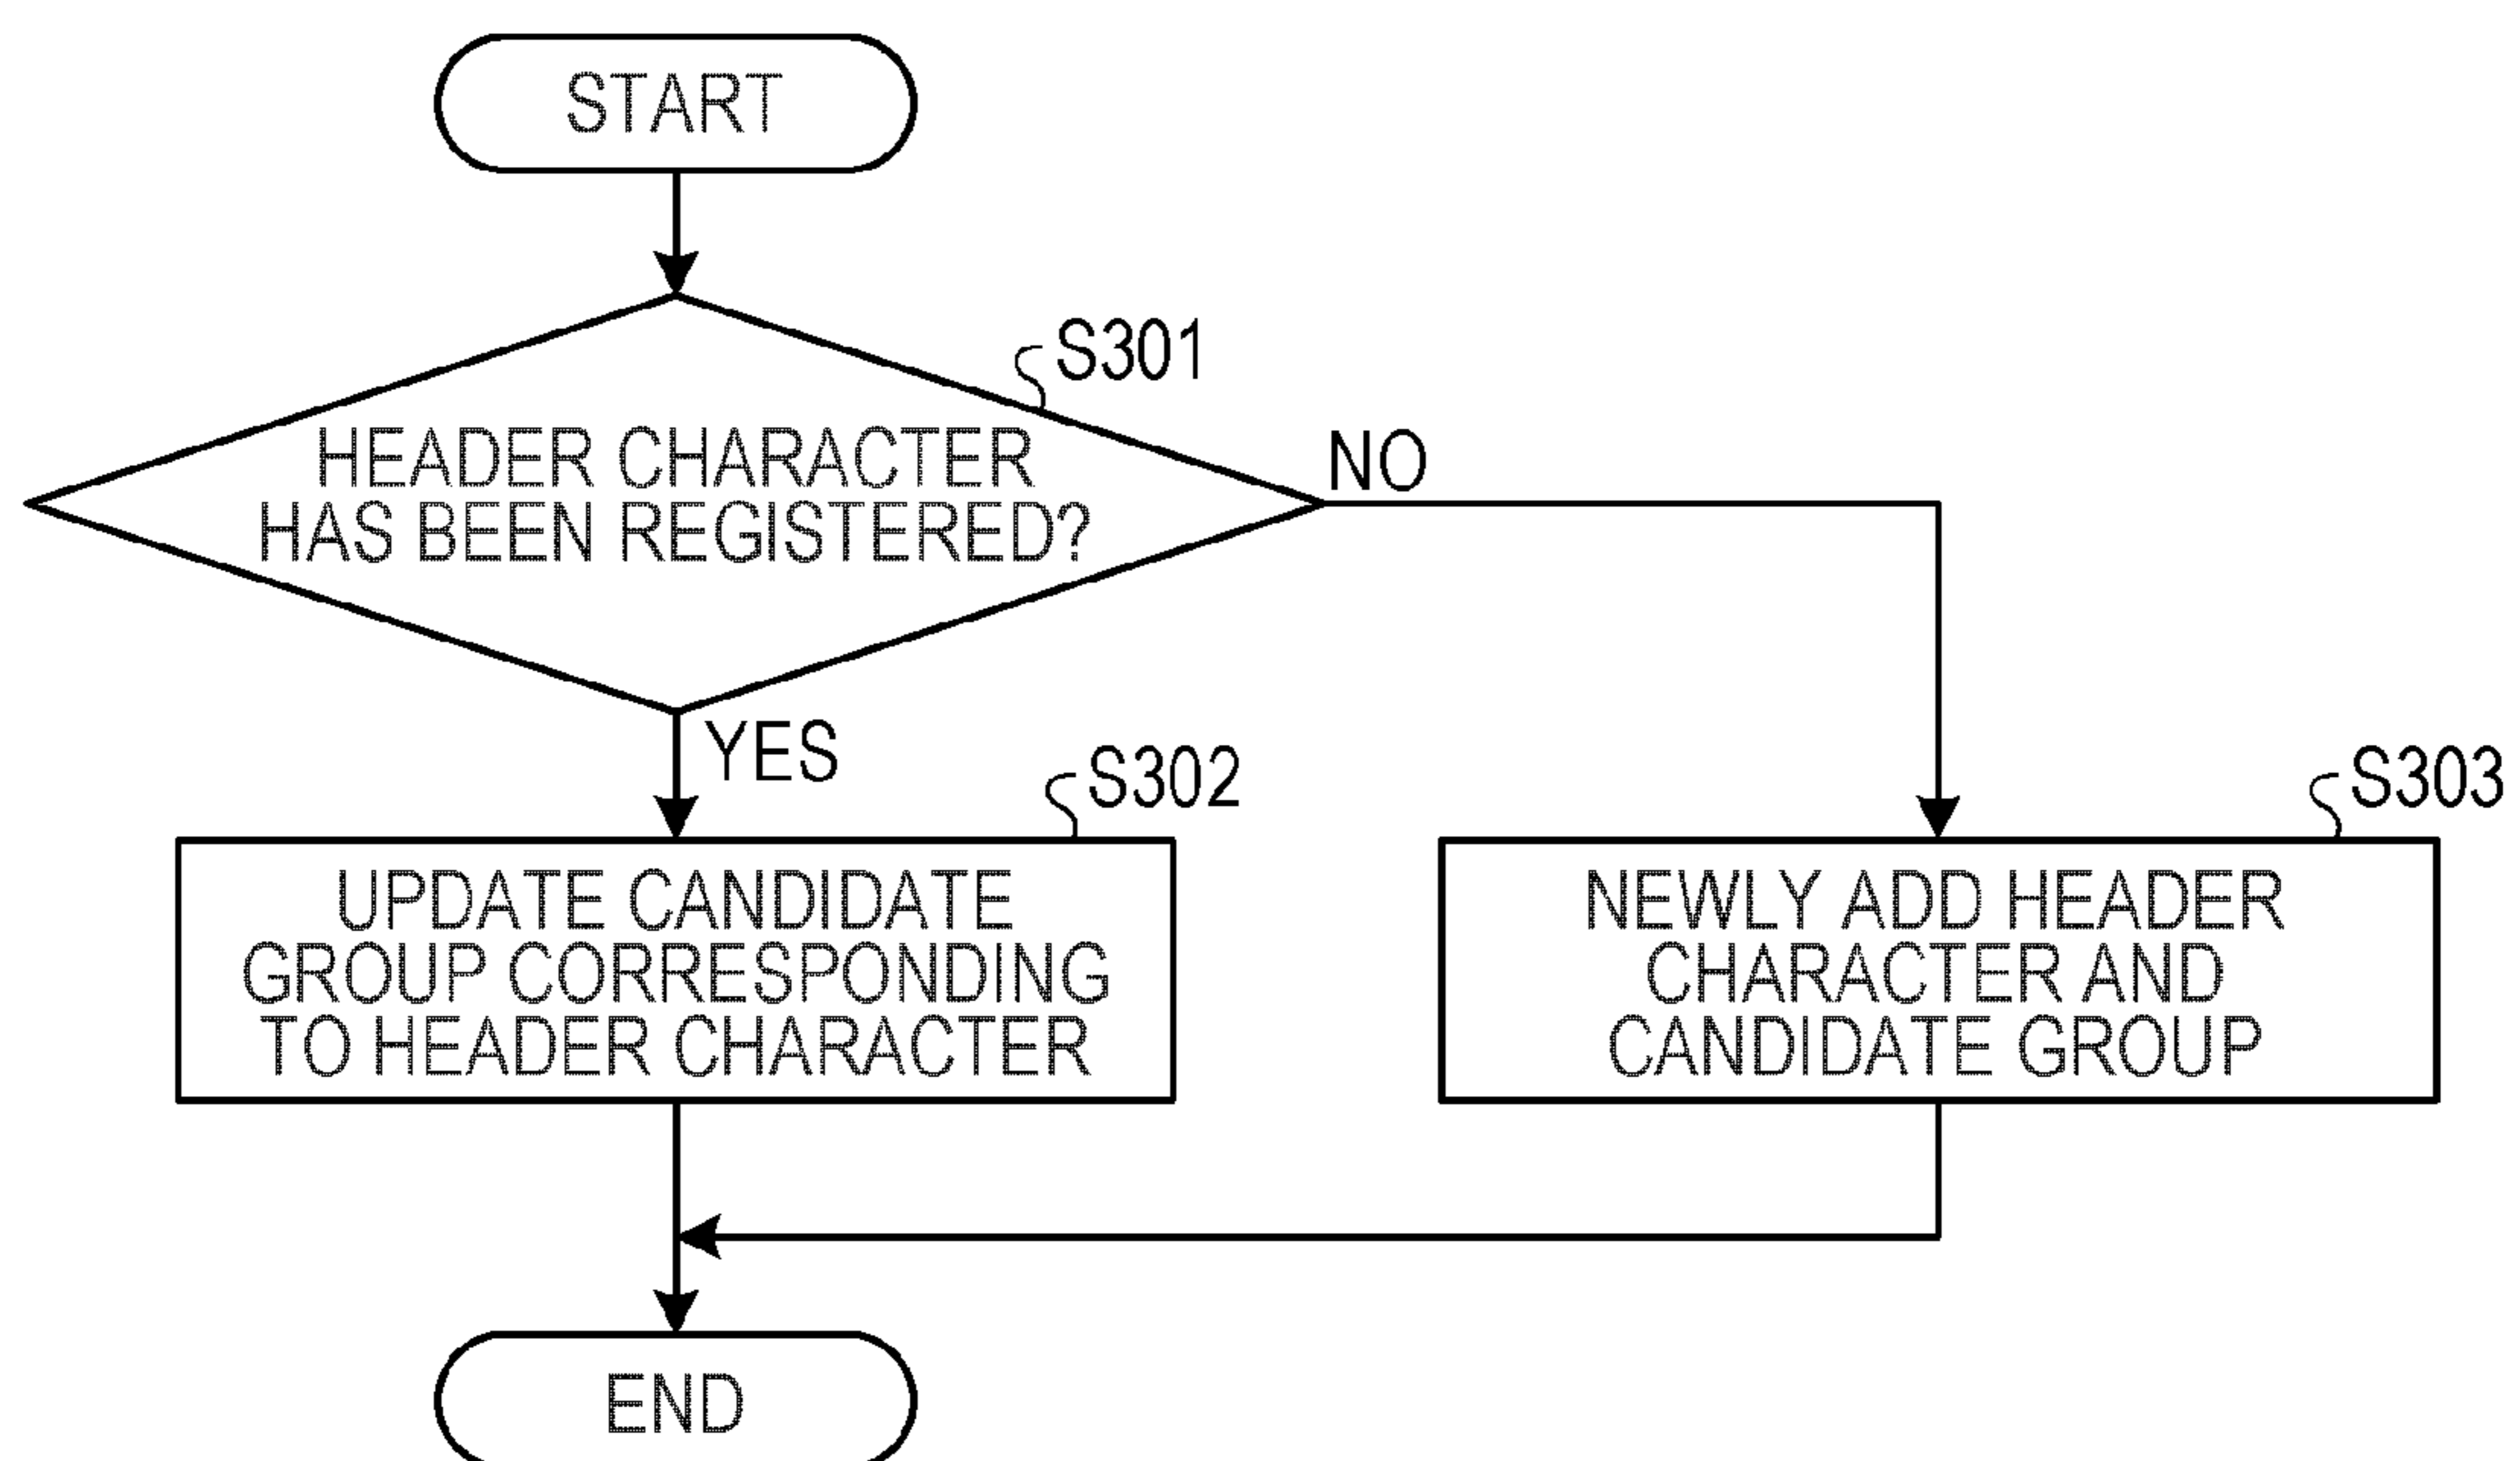 START
S301
HEADER CHARACTER
HAS BEEN REGISTERED?
NO
YES
S302
UPDATE CANDIDATE
GROUP CORRESPONDING
TO HEADER CHARACTER
S303
NEWLY ADD HEADER
CHARACTER AND
CANDIDATE GROUP
END